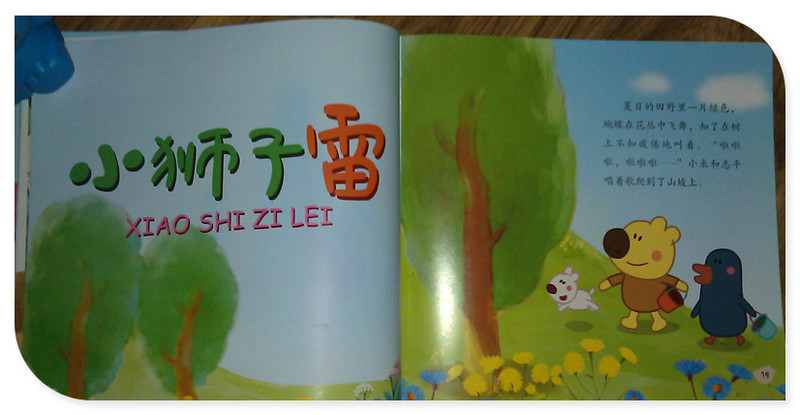 小狮子雷
XIAO SHI ZI LEI
夏日的田野里一片绿色，
蝴蝶在花丛中飞舞，知了在树
上不知疲倦地叫着。“啦啦
啦，啦啦啦……”小米和志平
唱着歌爬到了山坡上。